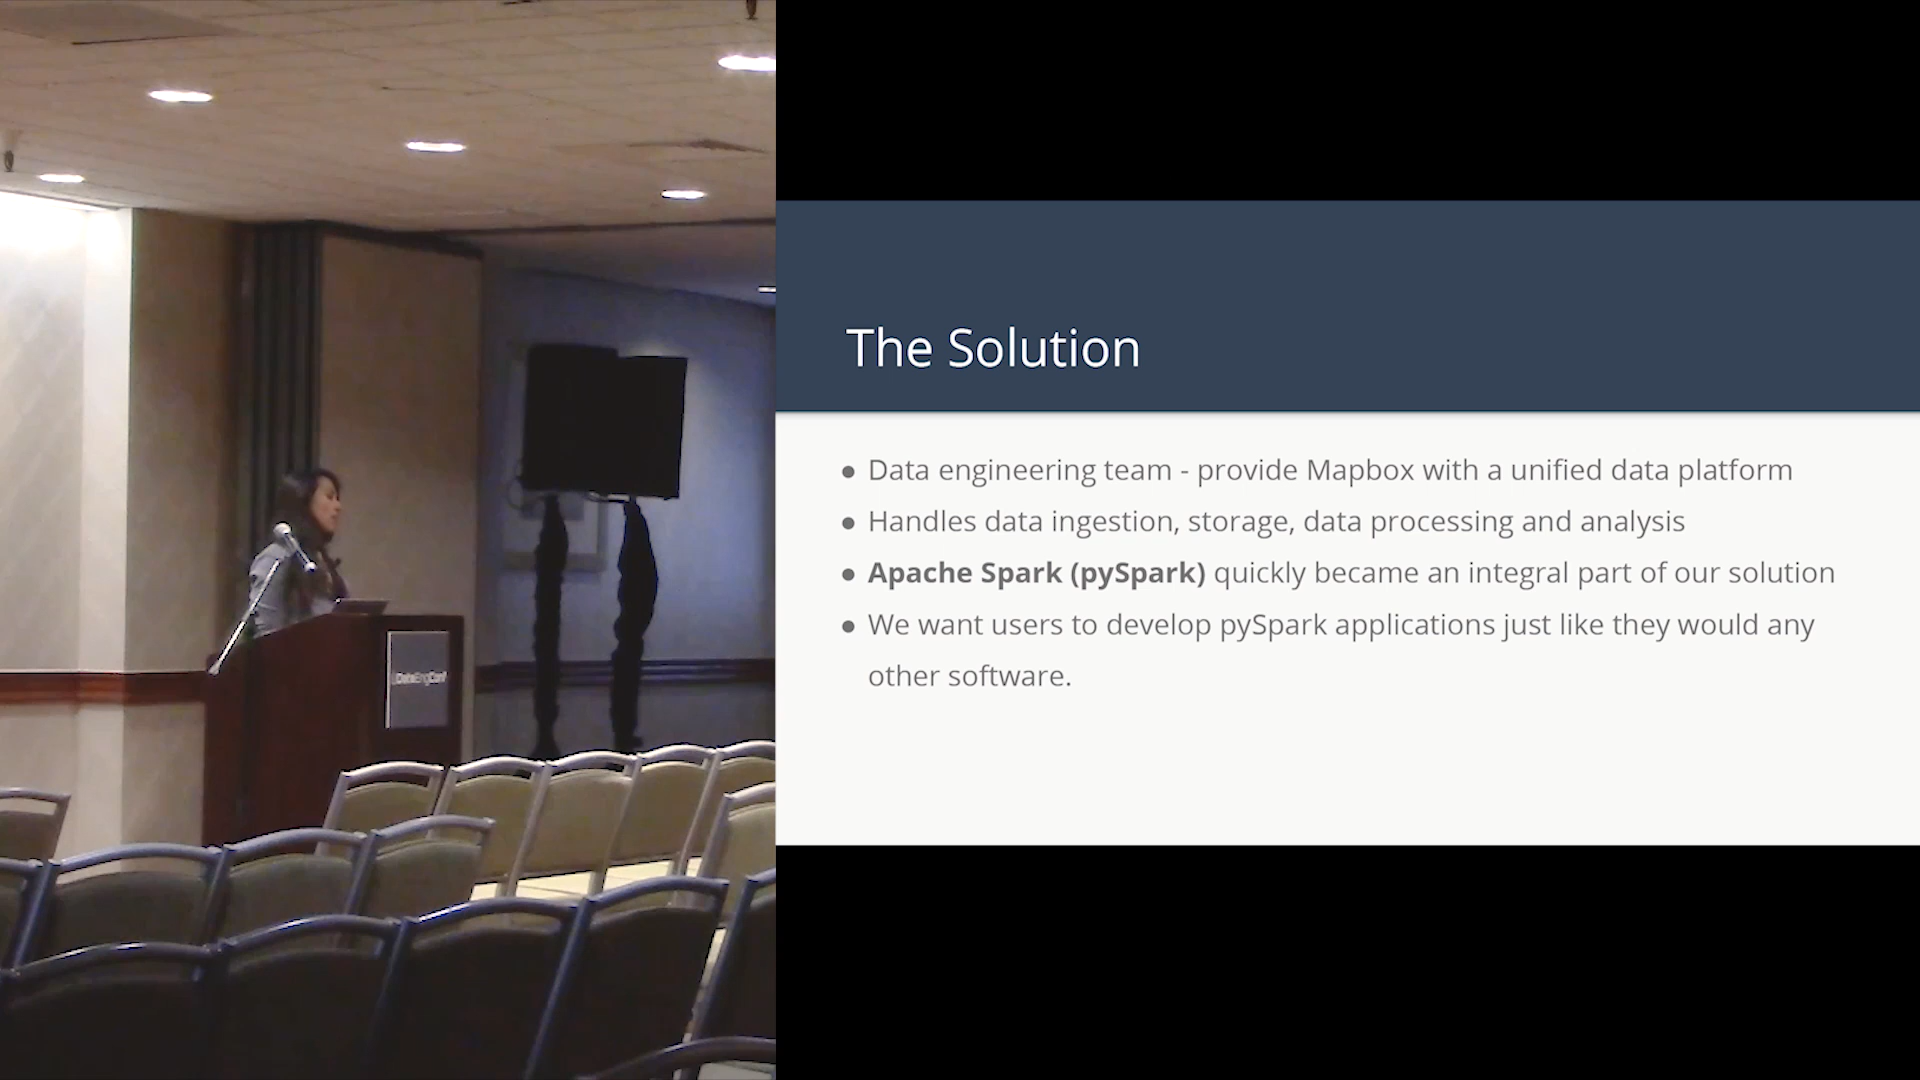 The Solution
● Data engineering team - provide Mapbox with a unified data platform
● Handles data ingestion, storage, data processing and analysis
● Apache Spark (pySpark) quickly became an integral part of our solution
● We want users to develop pySpark applications just like they would any
other software.
DataEngConf